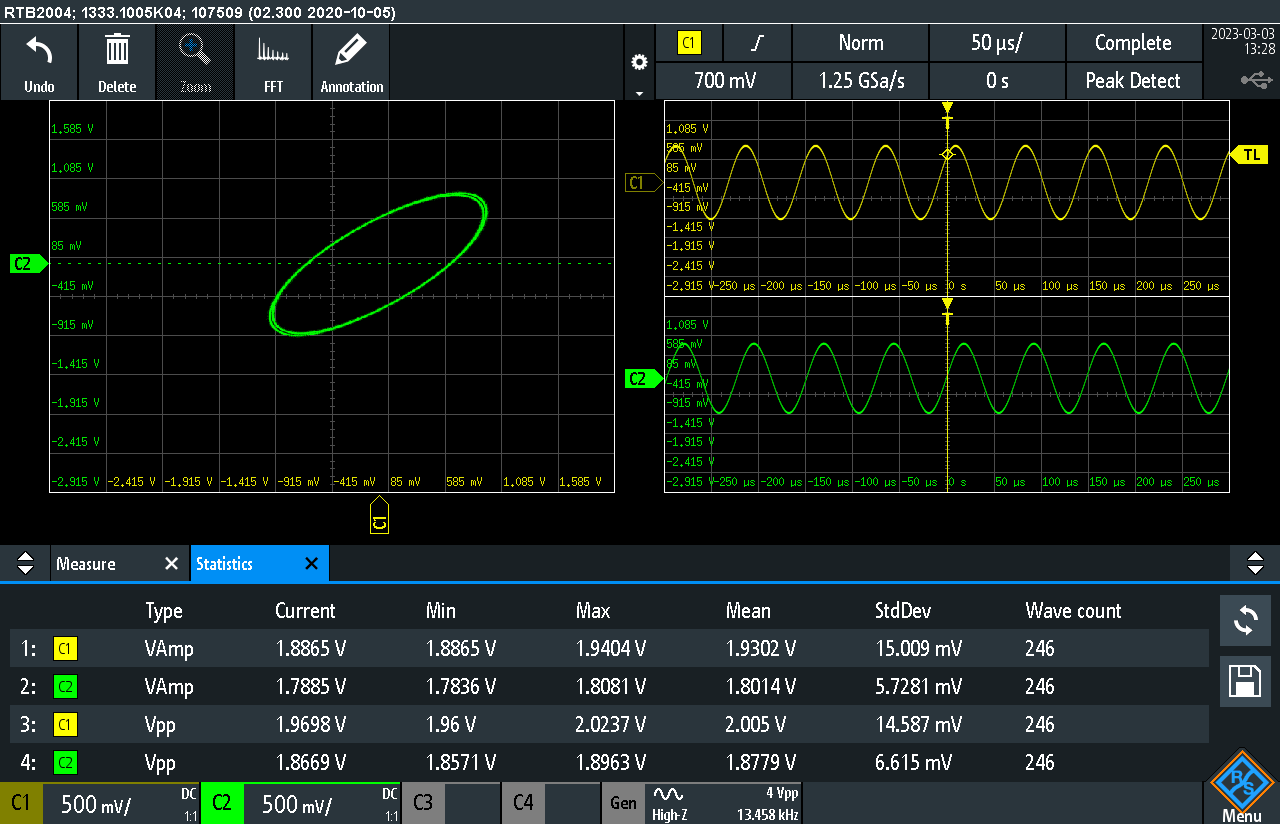 RTB2004; 1333.1005K04; 107509 (02.300 2020-10-05)
Undo Delete Zoom FFT Annotation
C1 Norm 50 µs/ Complete
700 mV 1.25 GSa/s 0 s Peak Detect
2023-03-03
13:28
1.585 V
1.085 V
585 mV
85 mV
C2
-415 mV
-915 mV
-1.415 V
-1.915 V
-2.415 V
-2.915 V -2.415 V -1.915 V -1.415 V -915 mV -415 mV 85 mV 585 mV 1.085 V 1.585 V
C1
T
1.085 V
585 mV
TL
85 mV
C1
-415 mV
-915 mV
-1.415 V
-1.915 V
-2.415 V
-2.915 V -250 µs -200 µs -150 µs -100 µs -50 µs 0 s 50 µs 100 µs 150 µs 200 µs 250 µs
T
1.085 V
585 mV
85 mV
C2
-415 mV
-915 mV
-1.415 V
-1.915 V
-2.415 V
-2.915 V -250 µs -200 µs -150 µs -100 µs -50 µs 0 s 50 µs 100 µs 150 µs 200 µs 250 µs
Measure Statistics
Type Current Min Max Mean StdDev Wave count
1: C1 VAmp 1.8865 V 1.8865 V 1.9404 V 1.9302 V 15.009 mV 246
2: C2 VAmp 1.7885 V 1.7836 V 1.8081 V 1.8014 V 5.7281 mV 246
3: C1 Vpp 1.9698 V 1.96 V 2.0237 V 2.005 V 14.587 mV 246
4: C2 Vpp 1.8669 V 1.8571 V 1.8963 V 1.8779 V 6.615 mV 246
C1 500 mV/ DC 1:1 C2 500 mV/ DC 1:1 C3 C4 Gen High-Z 4 Vpp 13.458 kHz
R&S
Menu